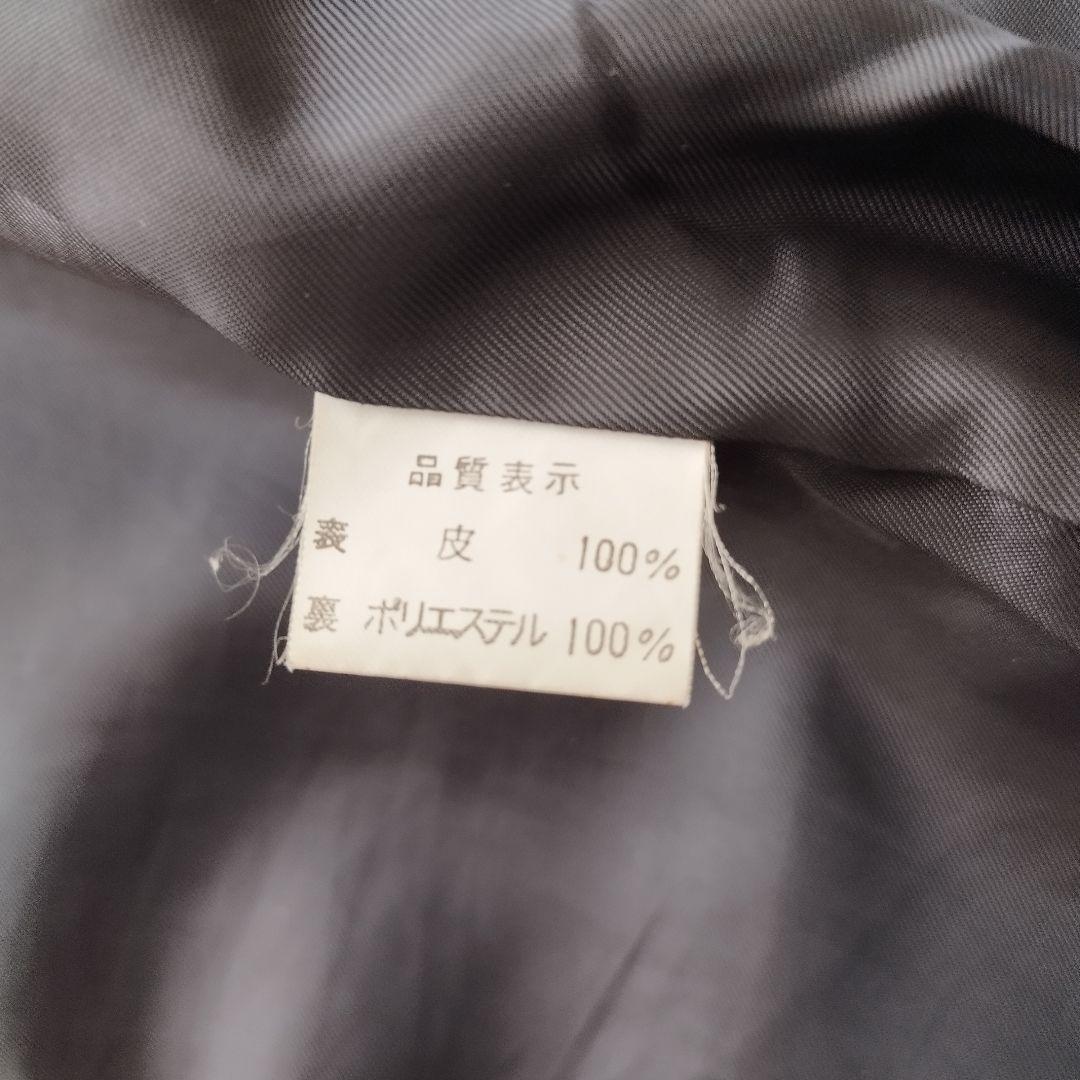 品質表示
表 皮 100%
裏 ポリエステル 100%